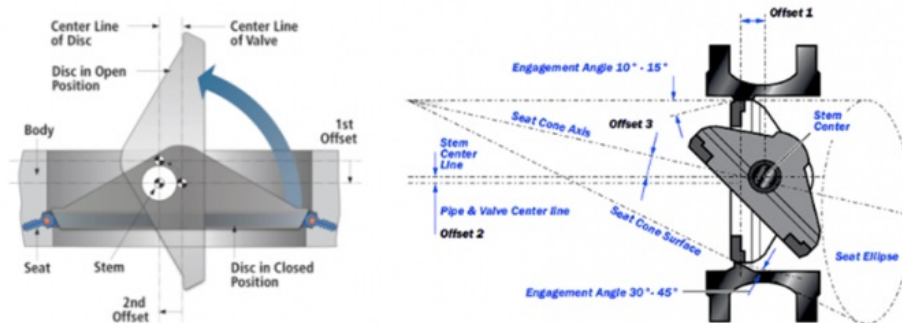 Center Line
of Disc
Center Line
of Valve
Disc in Open
Position
Body
1st
Offset
Seat
Stem
Disc in Closed
Position
2nd
Offset
Offset 1
Engagement Angle 10° - 15°
Seat Cone Axis
Offset 3
Stem
Center
Stem
Center
Line
Pipe & Valve Center line
Offset 2
Seat Cone Surface
Seat Ellipse
Engagement Angle 30°- 45°